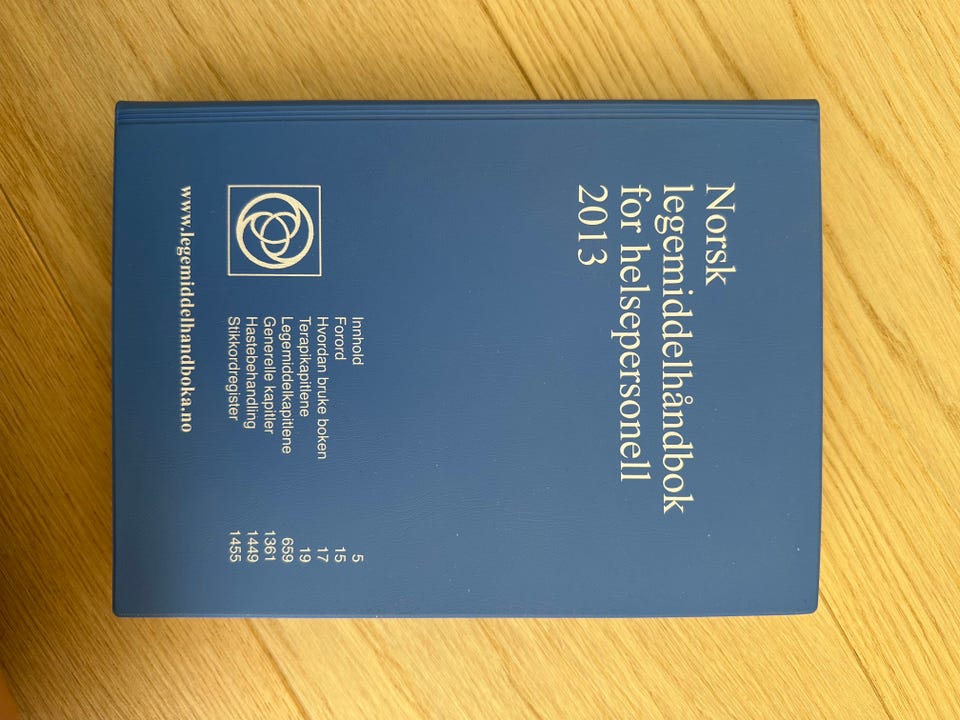 Norsk
legemiddelhåndbok
for helsepersonell
2013
Innhold 5
Forord 15
Hvordan bruke boken 17
Terapikapitlene 19
Legemiddelkapitlene 659
Generelle kapitler 1361
Hastebehandling 1449
Stikkordregister 1455
www.legemiddelhandboka.no